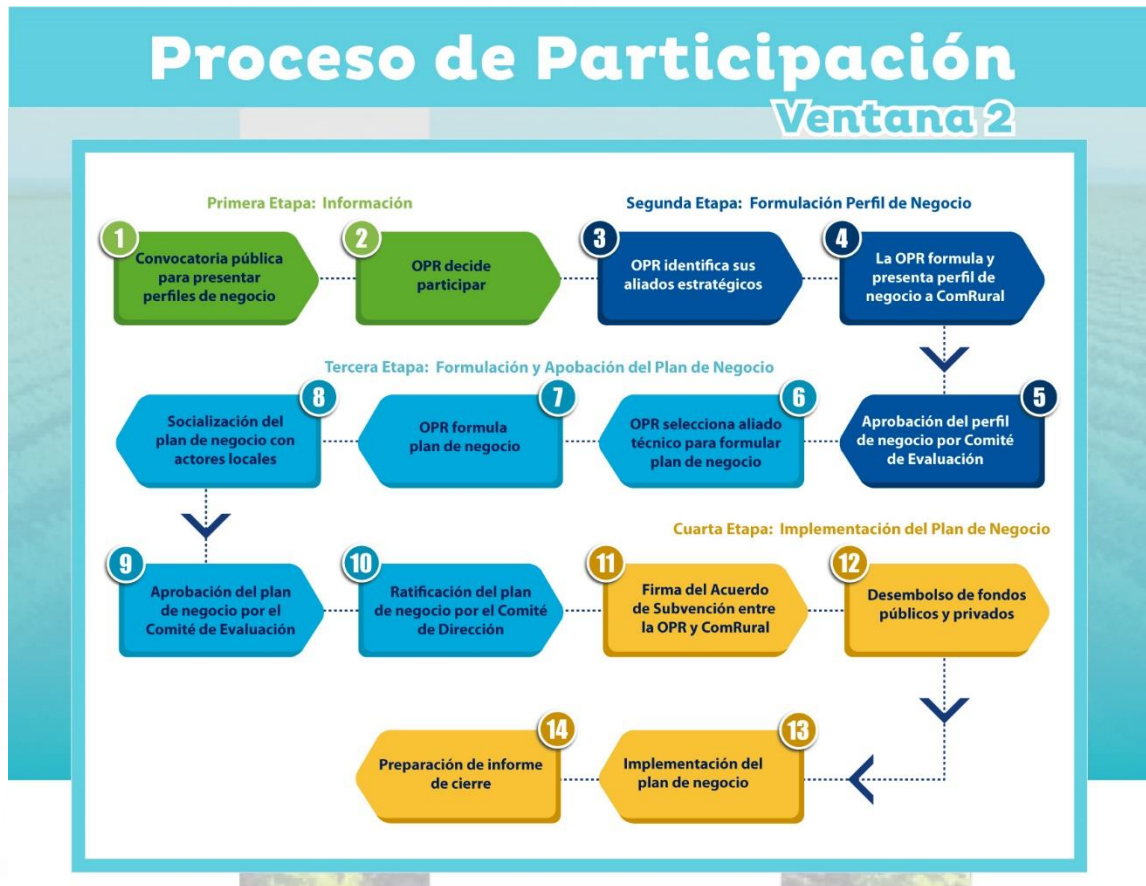 Proceso de Participación
Ventana 2
Primera Etapa: Información
Segunda Etapa: Formulación Perfil de Negocio
1
Convocatoria pública
para presentar
perfiles de negocio
2
OPR decide
participar
3
OPR identifica sus
aliados estratégicos
4
La OPR formula y
presenta perfil de
negocio a ComRural
5
Aprobación del perfil
de negocio por Comité
de Evaluación
Tercera Etapa: Formulación y Apobación del Plan de Negocio
6
OPR selecciona aliado
técnico para formular
plan de negocio
7
OPR formula
plan de negocio
8
Socialización del
plan de negocio con
actores locales
9
Aprobación del plan
de negocio por el
Comité de Evaluación
10
Ratificación del plan
de negocio por el Comité
de Dirección
Cuarta Etapa: Implementación del Plan de Negocio
11
Firma del Acuerdo
de Subvención entre
la OPR y ComRural
12
Desembolso de fondos
públicos y privados
13
Implementación del
plan de negocio
14
Preparación de informe
de cierre